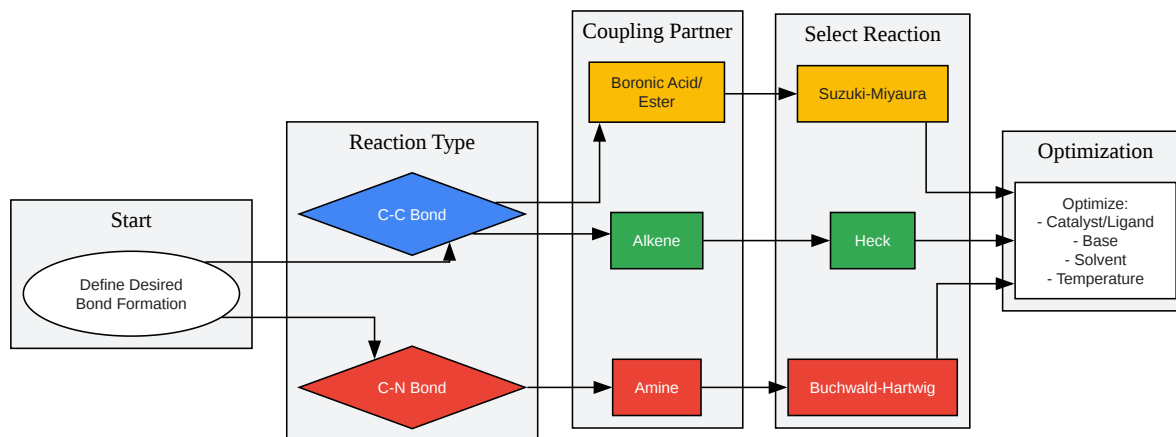 Start
Define Desired
Bond Formation
Reaction Type
C-C Bond
C-N Bond
Coupling Partner
Boronic Acid/
Ester
Alkene
Amine
Select Reaction
Suzuki-Miyaura
Heck
Buchwald-Hartwig
Optimization
Optimize:
- Catalyst/Ligand
- Base
- Solvent
- Temperature